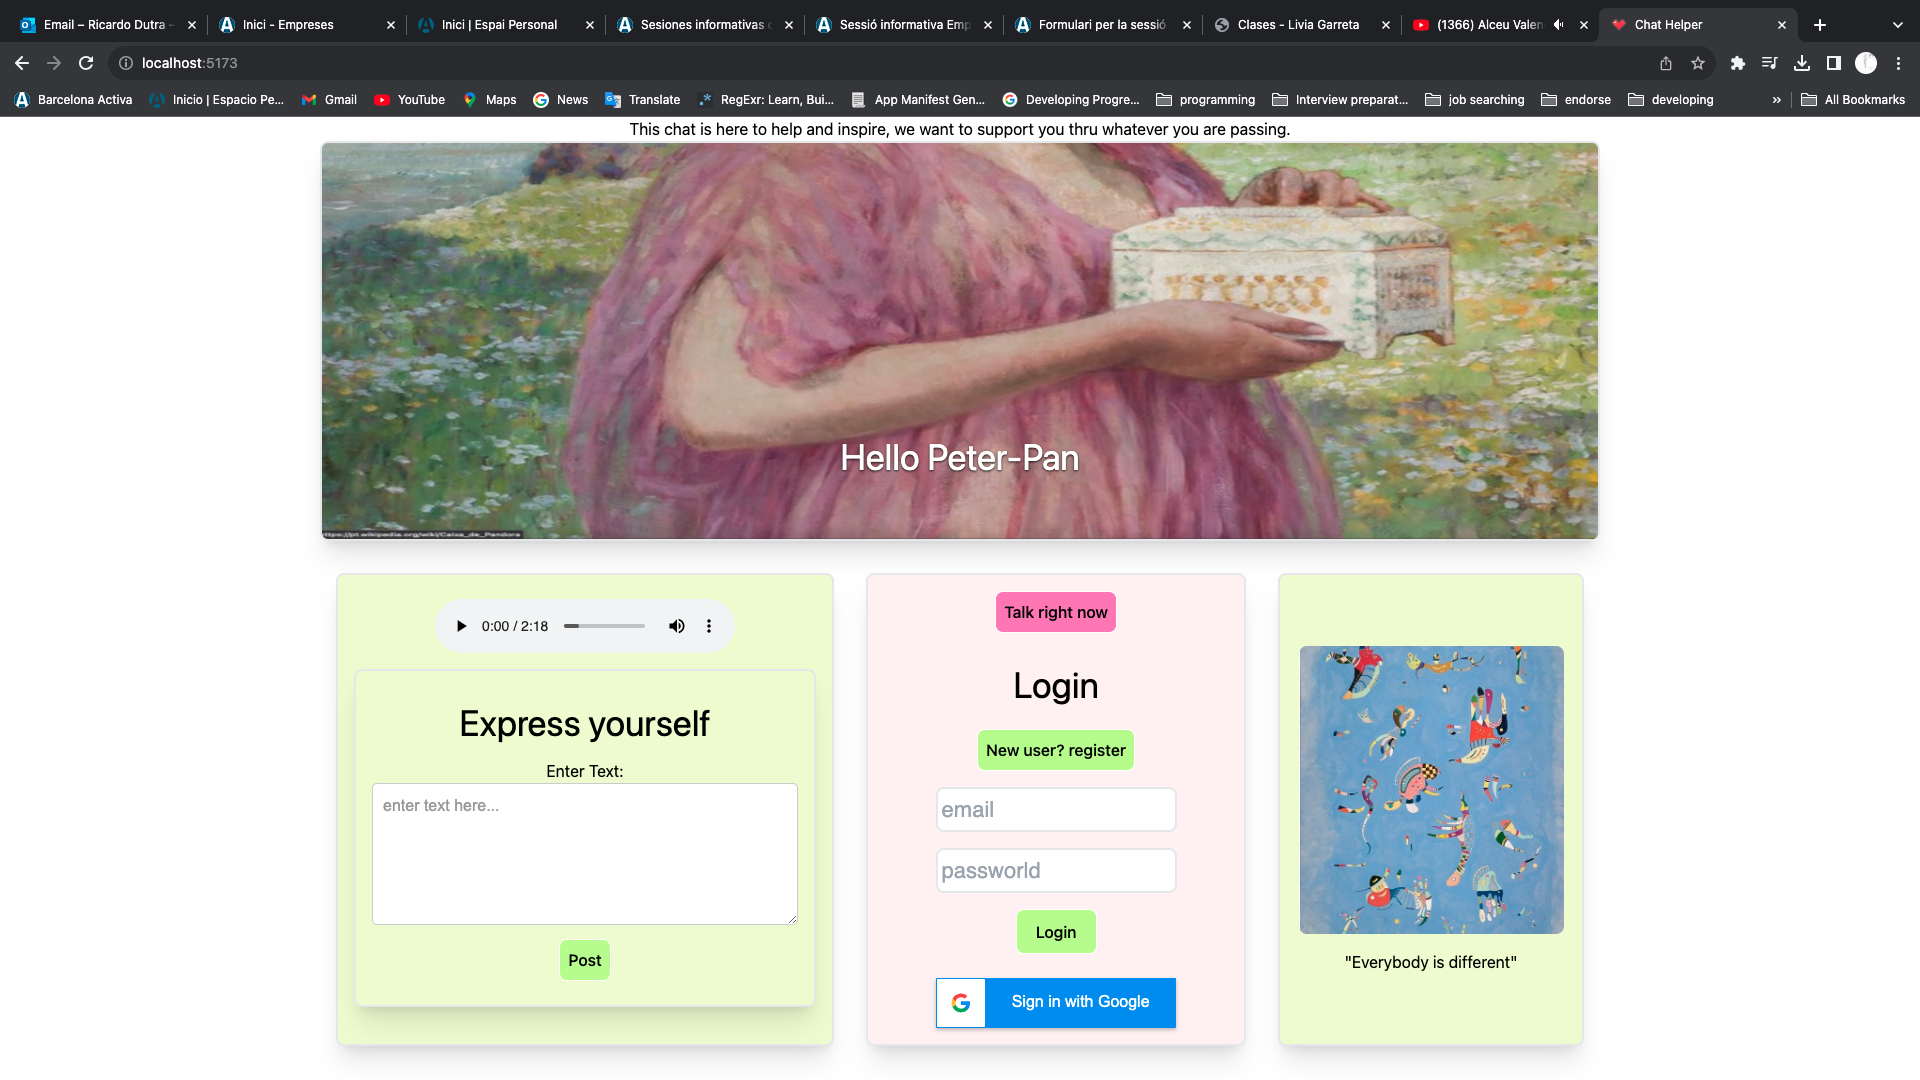 Email – Ricardo Dutra –
Inici - Empreses
Inici | Espai Personal
Sesiones informativas
Sessió informativa Emp
Formulari per la sessió
Clases - Livia Garreta
(1366) Alceu Valen
Chat Helper
localhost:5173
Barcelona Activa
Inicio | Espacio Pe...
Gmail
YouTube
Maps
News
Translate
RegExr: Learn, Bui...
App Manifest Gen...
Developing Progre...
programming
Interview preparat...
job searching
endorse
developing
»
All Bookmarks
This chat is here to help and inspire, we want to support you thru whatever you are passing.
Hello Peter-Pan
ttps://pt.wikipedia.org/wiki/Caixa_de_Pandora
0:00 / 2:18
Express yourself
Enter Text:
enter text here...
Post
Talk right now
Login
New user? register
email
passworld
Login
Sign in with Google
"Everybody is different"